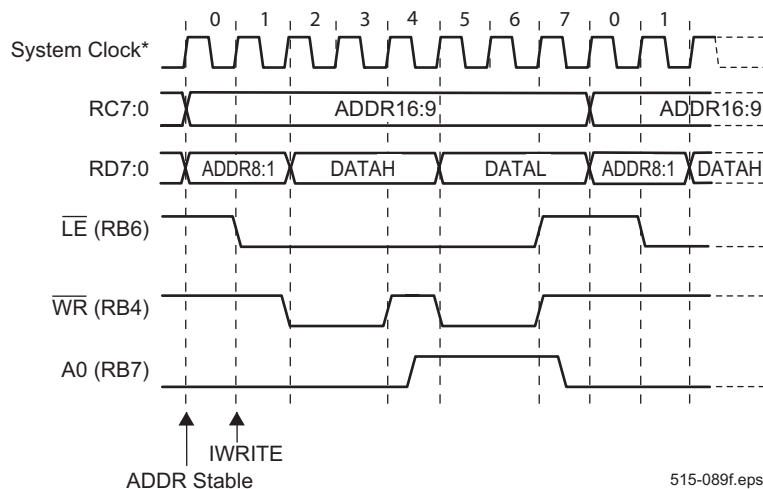 0 1 2 3 4 5 6 7 0 1
System Clock*
RC7:0 ADDR16:9 ADDR16:9
RD7:0 ADDR8:1 DATAH DATAL ADDR8:1 DATAH
LE (RB6)
WR (RB4)
A0 (RB7)
IWRITE
ADDR Stable
515-089f.eps